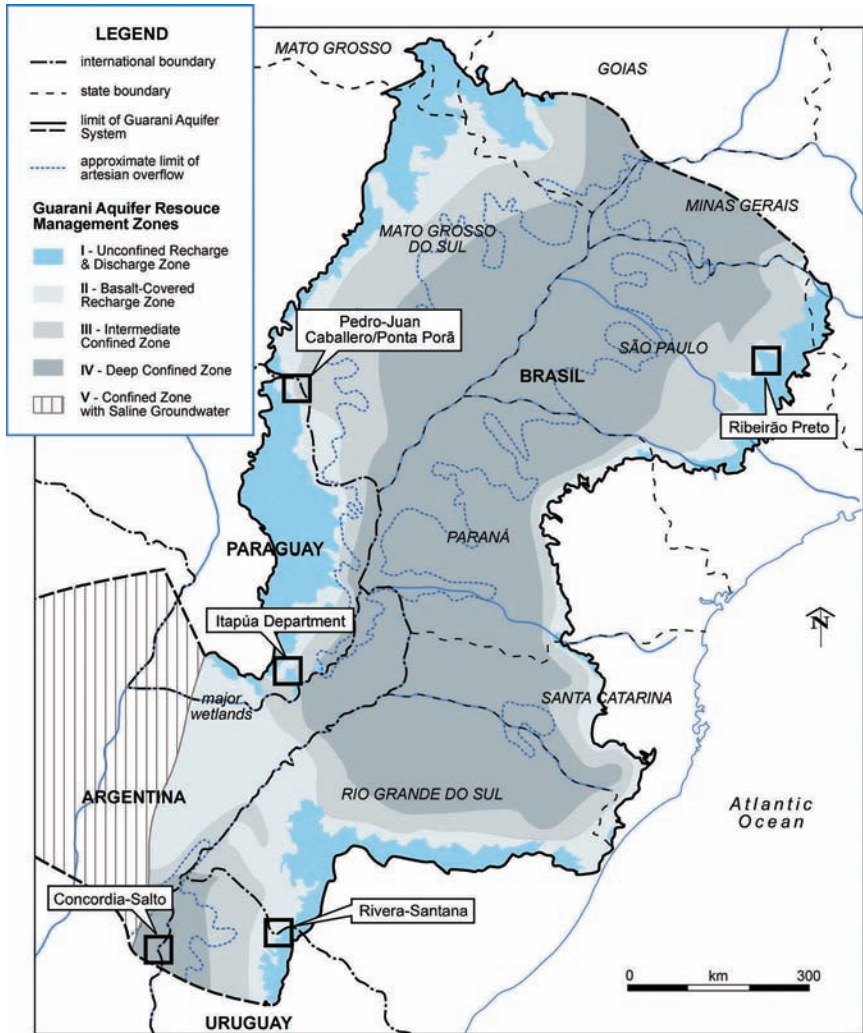 LEGEND
international boundary
state boundary
limit of Guarani Aquifer
System
approximate limit of
artesian overflow
Guarani Aquifer Resouce
Management Zones
I - Unconfined Recharge
& Discharge Zone
II - Basalt-Covered
Recharge Zone
III - Intermediate
Confined Zone
IV - Deep Confined Zone
V - Confined Zone
with Saline Groundwater
MATO GROSSO
GOIAS
MINAS GERAIS
MATO GROSSO
DO SUL
Pedro-Juan
Caballero/Ponta Porã
SÃO PAULO
BRASIL
Ribeirão Preto
PARANÁ
PARAGUAY
Itapúa Department
N
major
wetlands
SANTA CATARINA
ARGENTINA
RIO GRANDE DO SUL
Atlantic
Ocean
Concordia-Salto
Rivera-Santana
0 km 300
URUGUAY